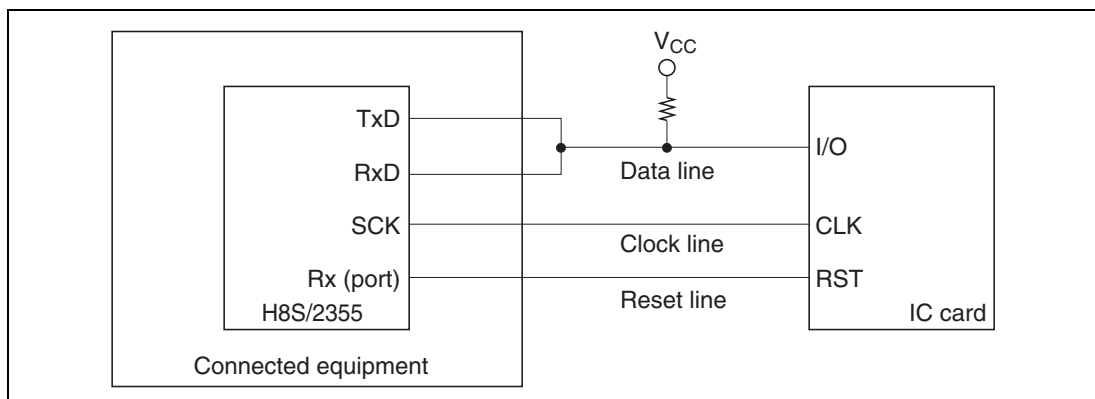 VCC
TxD
I/O
RxD
Data line
SCK
CLK
Clock line
Rx (port)
RST
Reset line
H8S/2355
IC card
Connected equipment